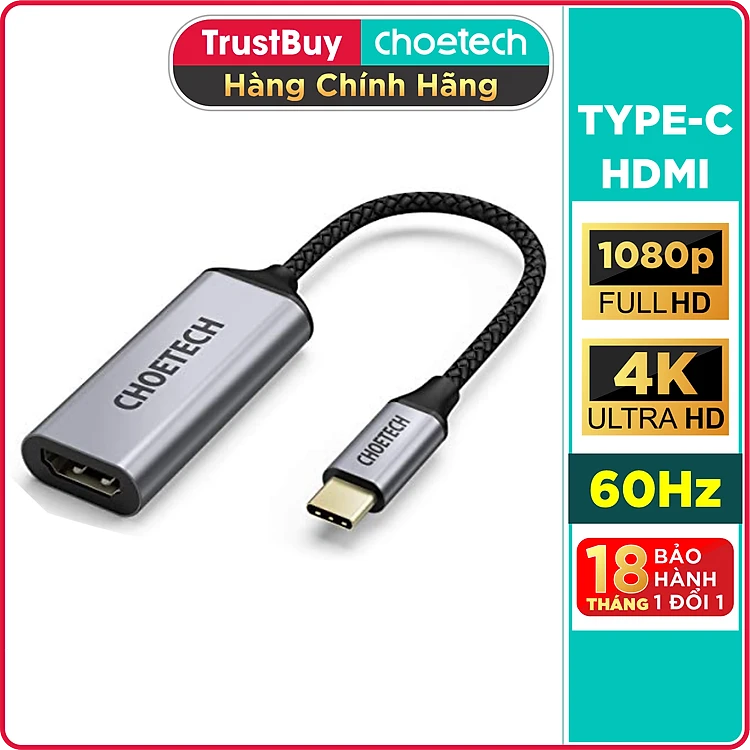 TrustBuy choetech
Hàng Chính Hãng
TYPE-C
HDMI
1080p
FULL HD
4K
ULTRA HD
60Hz
18
THÁNG
BẢO
HÀNH
1 ĐỔI 1
CHOETECH
CHOETECH